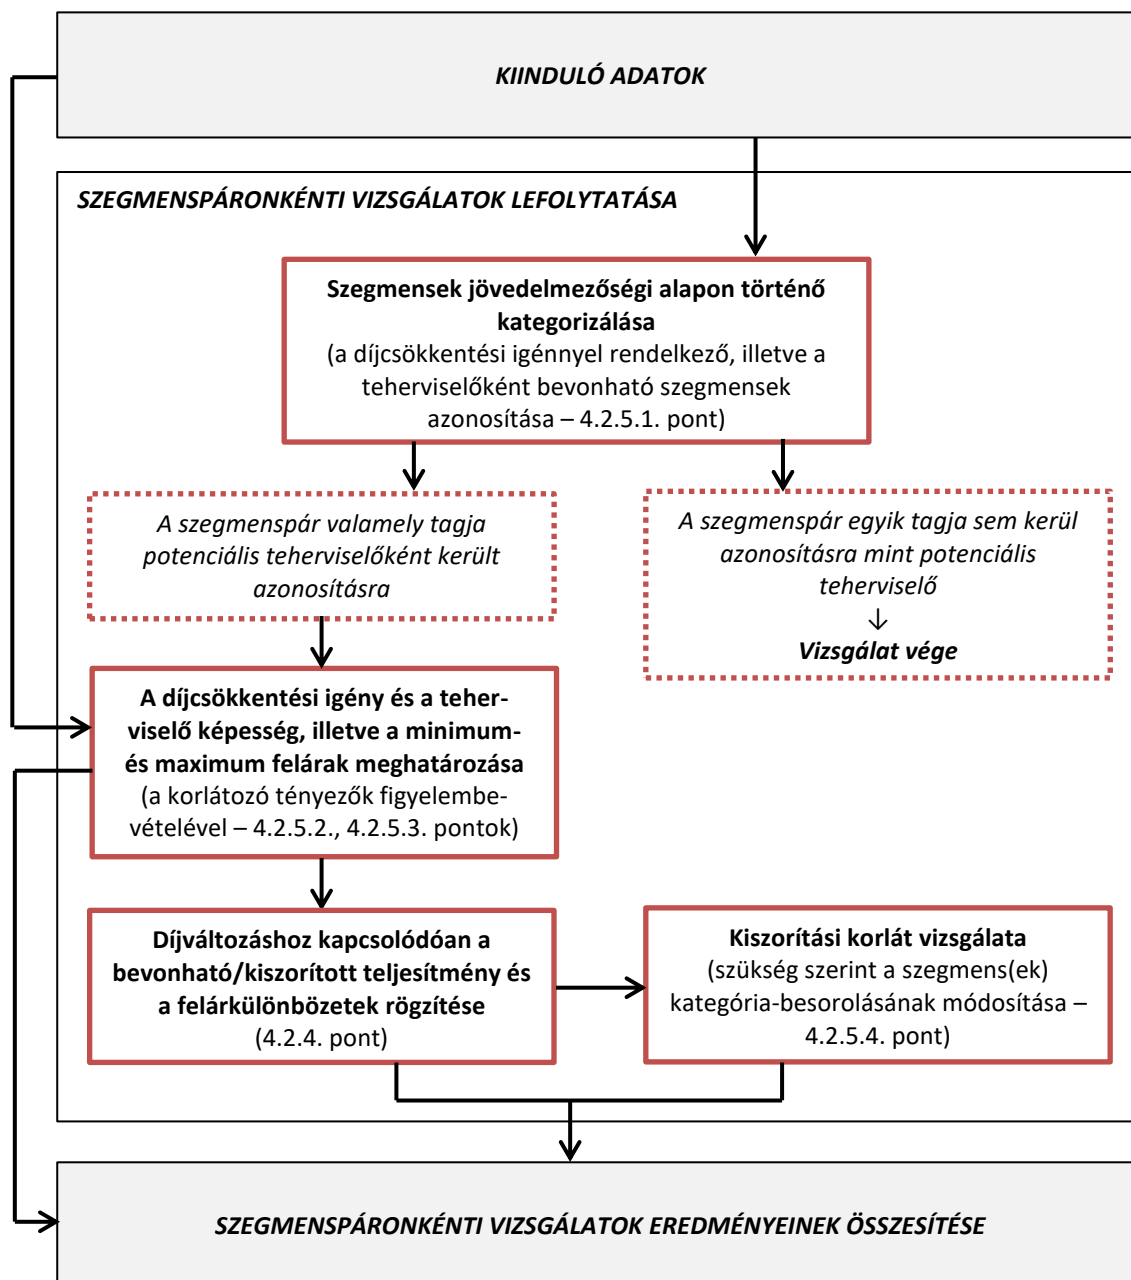 KIINDULÓ ADATOK
SZEGMENSPÁRONKÉNTI VIZSGÁLATOK LEFOLYTATÁSA
Szegmensek jövedelmezőségi alapon történő
kategorizálása
(a díjcsökkentési igénnyel rendelkező, illetve a
teherviselőként bevonható szegmensek
azonosítása – 4.2.5.1. pont)
A szegmenspár valamely tagja
potenciális teherviselőként került
azonosításra
A szegmenspár egyik tagja sem kerül
azonosításra mint potenciális
teherviselő
↓
Vizsgálat vége
A díjcsökkentési igény és a teher-
viselő képesség, illetve a minimum-
és maximum felárak meghatározása
(a korlátozó tényezők figyelembe-
vételével – 4.2.5.2., 4.2.5.3. pontok)
Díjváltozáshoz kapcsolódóan a
bevonható/kiszorított teljesítmény és
a felárkülönbözetek rögzítése
(4.2.4. pont)
Kiszorítási korlát vizsgálata
(szükség szerint a szegmens(ek)
kategória-besorolásának módosítása –
4.2.5.4. pont)
SZEGMENSPÁRONKÉNTI VIZSGÁLATOK EREDMÉNYEINEK ÖSSZESÍTÉSE